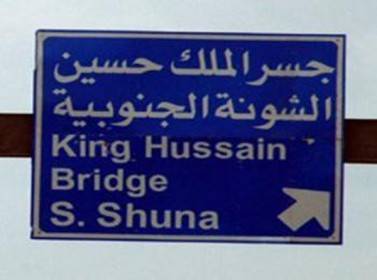 جسر الملك حسين
الشونة الجنوبية
King Hussain
Bridge
S. Shuna